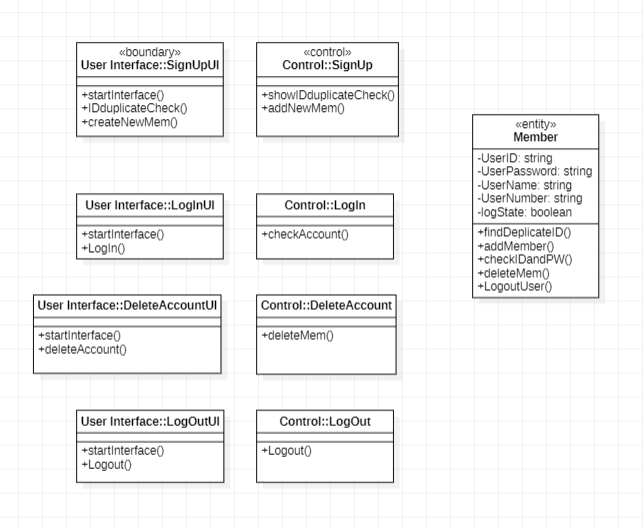 «boundary»
User Interface::SignUpUI
+startInterface()
+IDduplicateCheck()
+createNewMem()
«control»
Control::SignUp
+showIDduplicateCheck()
+addNewMem()
«entity»
Member
-UserID: string
-UserPassword: string
-UserName: string
-UserNumber: string
-logState: boolean
+findDeplicateID()
+addMember()
+checkIDandPW()
+deleteMem()
+LogoutUser()
User Interface::LogInUI
+startInterface()
+LogIn()
Control::LogIn
+checkAccount()
User Interface::DeleteAccountUI
+startInterface()
+deleteAccount()
Control::DeleteAccount
+deleteMem()
User Interface::LogOutUI
+startInterface()
+Logout()
Control::LogOut
+Logout()